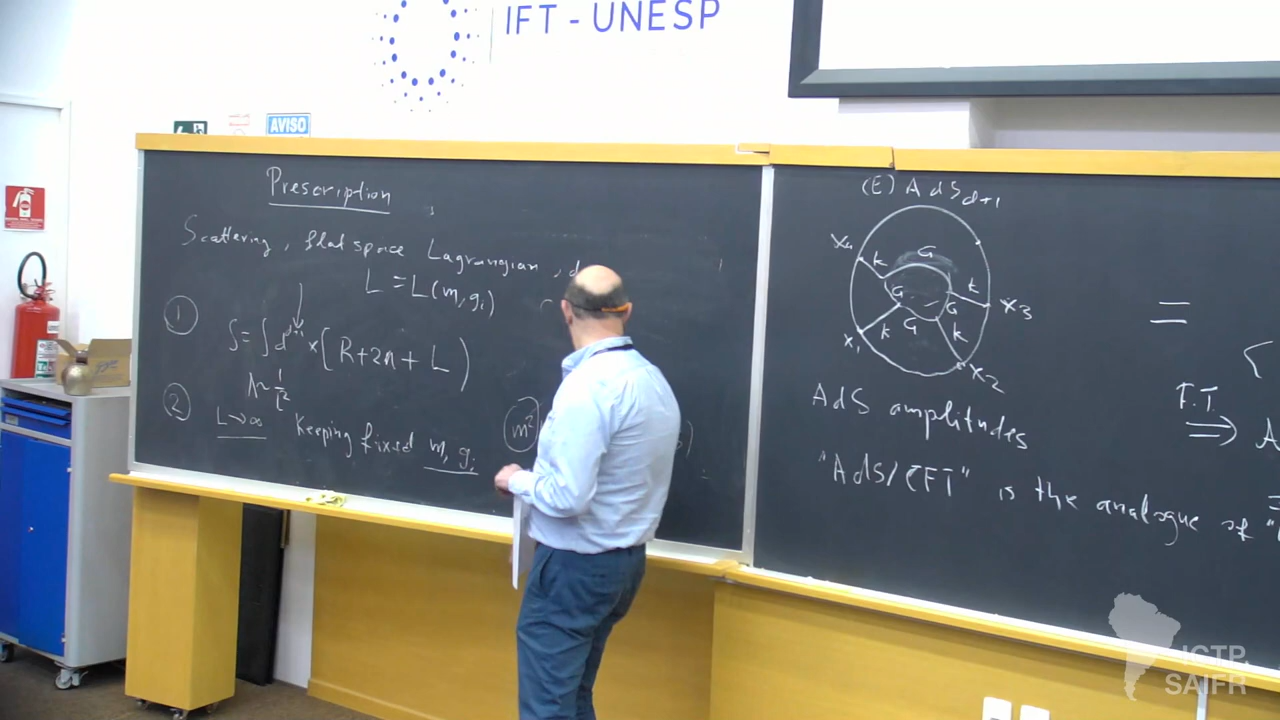 IFT - UNESP
AVISO
Prescription
Scattering, flat space Lagrangian, d
L = L(m, gi)
① S = ∫ d^{d+1} x [R + 2Λ + L)
Λ ~ 1/L²
② L → ∞ Keeping fixed m, gi
m²
(E) AdS_{d+1}
x4 K G
G K x3
G
x1 K G K
x2
=
AdS amplitudes
F.T.
⇒ A
"AdS/CFT" is the analogue of "
ICTP
SAIFR